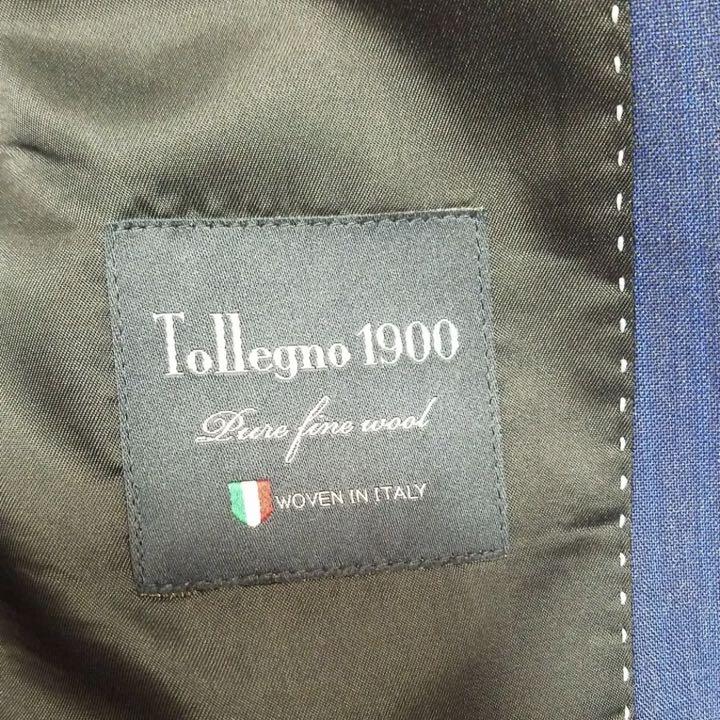 Tollegno 1900
Pure fine wool
WOVEN IN ITALY